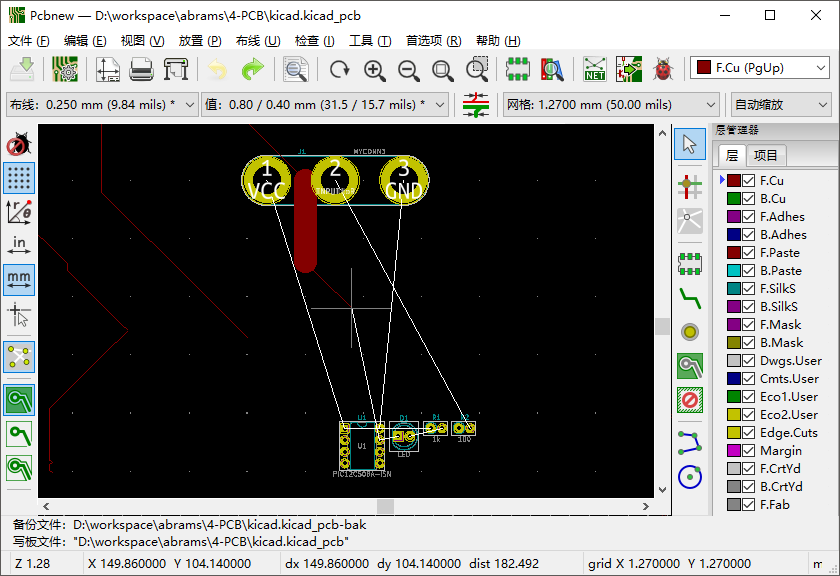 Pcbnew — D:\workspace\abrams\4-PCB\kicad.kicad_pcb
文件 (F) 编辑 (E) 视图 (V) 放置 (P) 布线 (U) 检查 (I) 工具 (T) 首选项 (R) 帮助 (H)
NET
F.Cu (PgUp)
布线: 0.250 mm (9.84 mils) *
值: 0.80 / 0.40 mm (31.5 / 15.7 mils) *
网格: 1.2700 mm (50.00 mils)
自动缩放
层管理器
层 项目
in
mm
J1 MYCONN3
1 2 3
VCC GND
U1 D1 R1
U1
LED 1k 100
F.Cu
B.Cu
F.Adhes
B.Adhes
F.Paste
B.Paste
F.SilkS
B.SilkS
F.Mask
B.Mask
Dwgs.User
Cmts.User
Eco1.User
Eco2.User
Edge.Cuts
Margin
F.CrtYd
B.CrtYd
F.Fab
备份文件: D:\workspace\abrams\4-PCB\kicad.kicad_pcb-bak
写板文件: "D:\workspace\abrams\4-PCB\kicad.kicad_pcb"
Z 1.28 X 149.860000 Y 104.140000 dx 149.860000 dy 104.140000 dist 182.492 grid X 1.270000 Y 1.270000